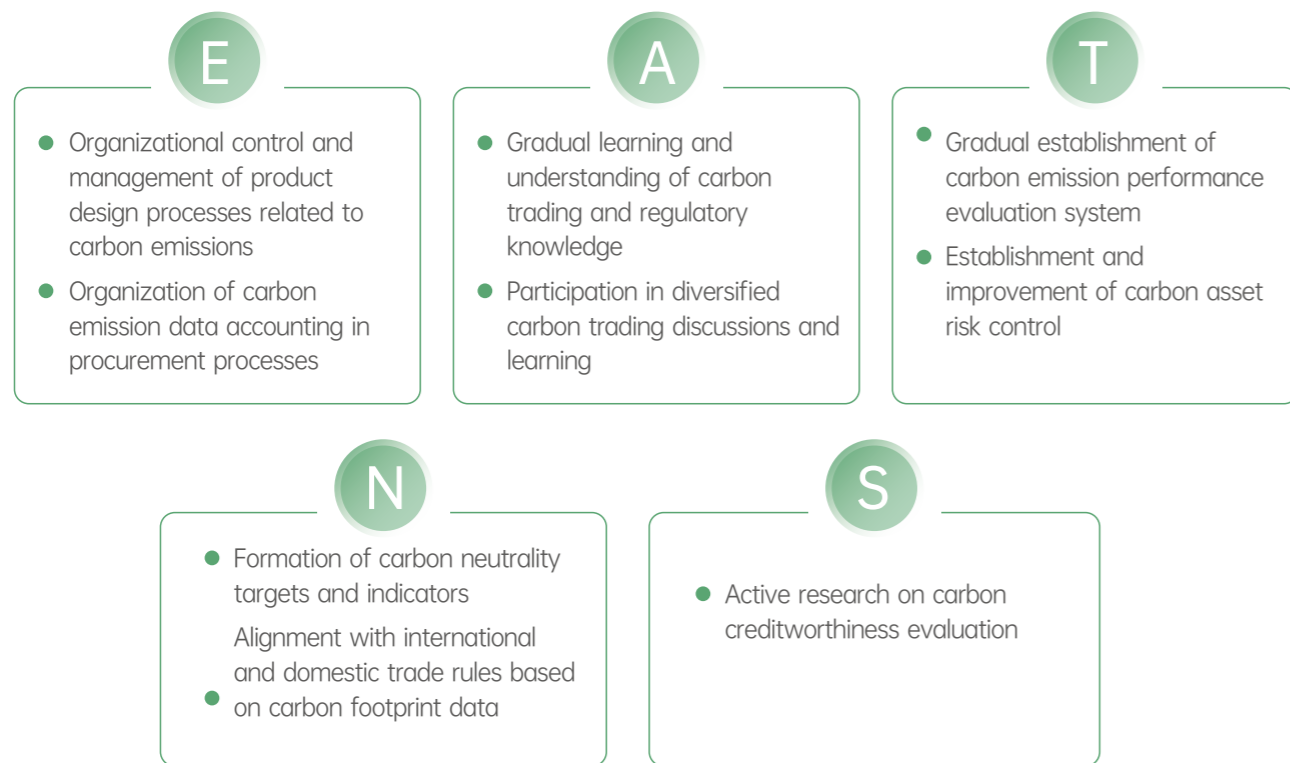 E
Organizational control and
management of product
design processes related to
carbon emissions
Organization of carbon
emission data accounting in
procurement processes
A
Gradual learning and
understanding of carbon
trading and regulatory
knowledge
Participation in diversified
carbon trading discussions and
learning
T
Gradual establishment of
carbon emission performance
evaluation system
Establishment and
improvement of carbon asset
risk control
N
Formation of carbon neutrality
targets and indicators
Alignment with international
and domestic trade rules based
on carbon footprint data
S
Active research on carbon
creditworthiness evaluation